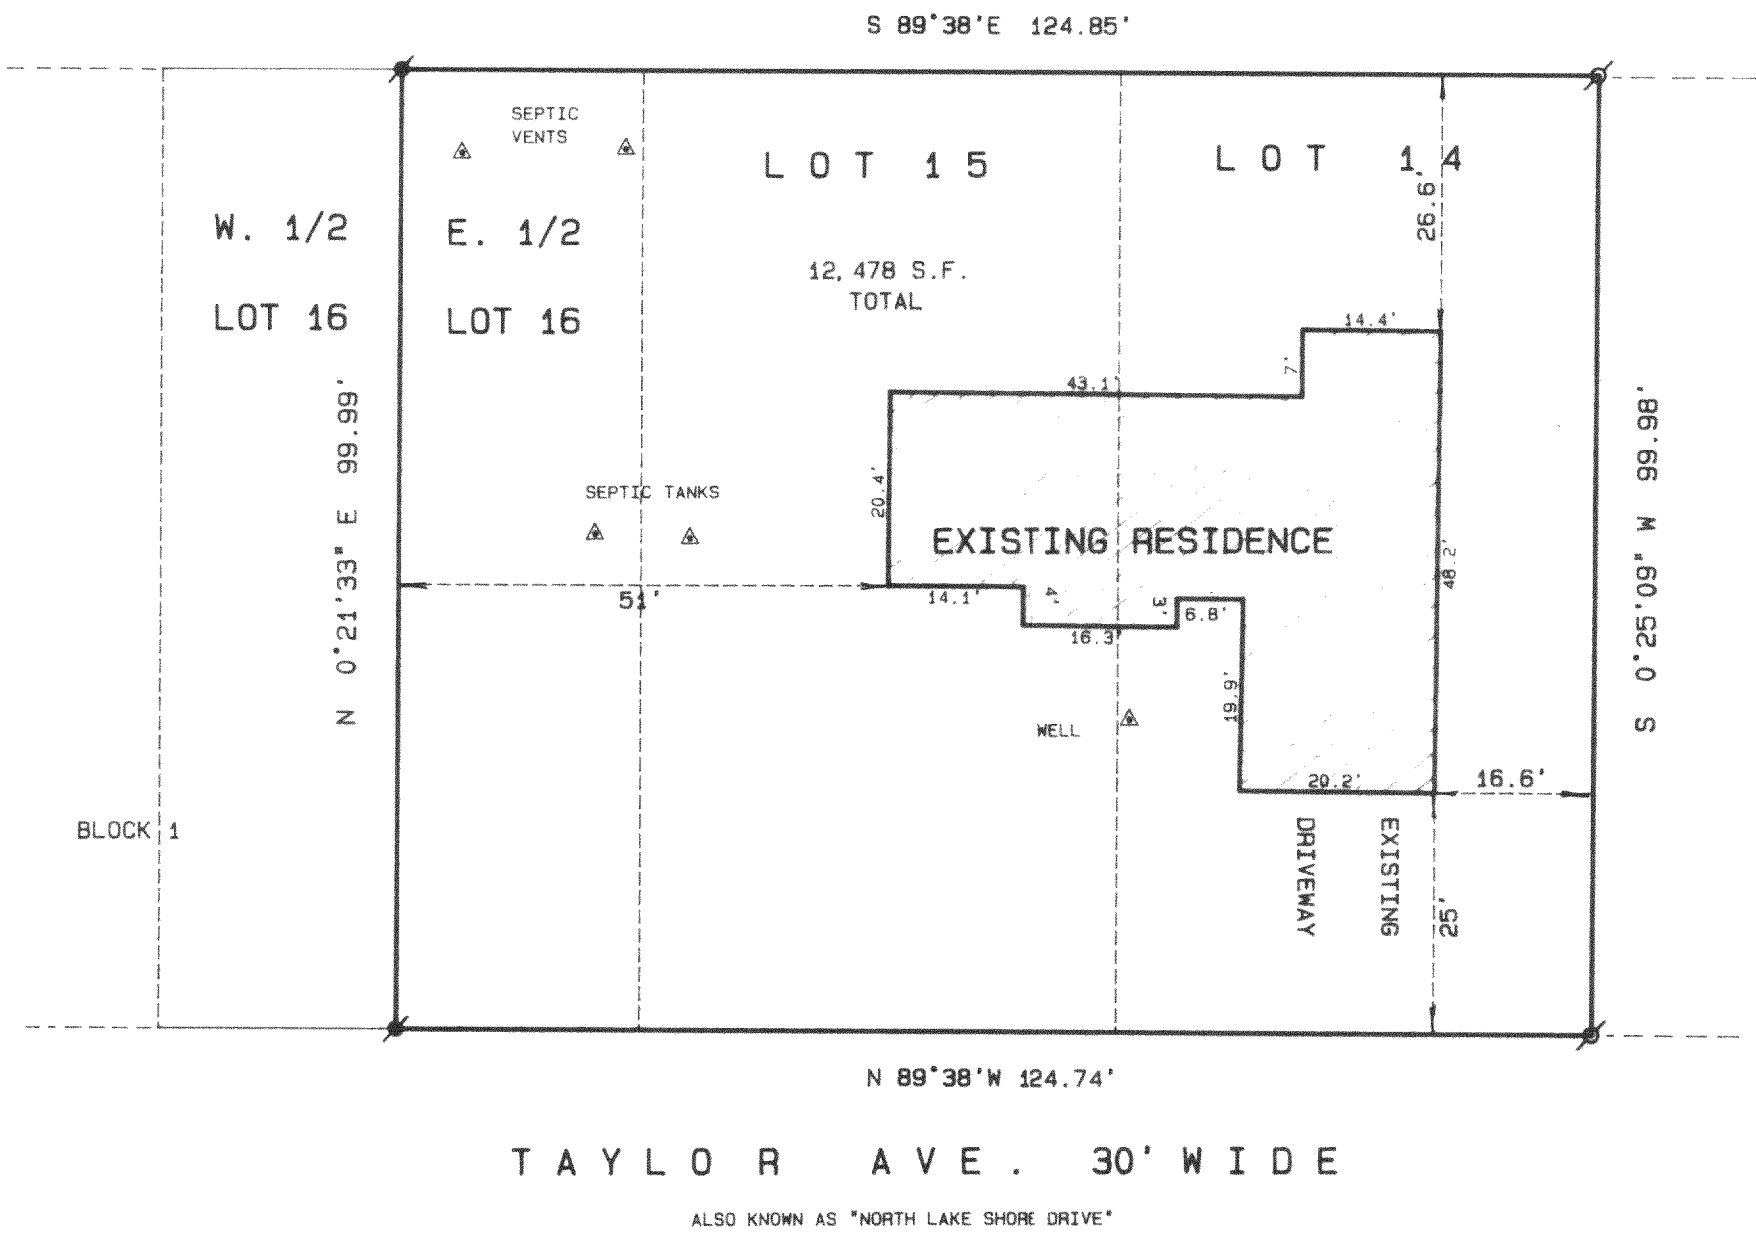 S 89°38'E 124.85'
SEPTIC
VENTS
LOT 15
LOT 14
26.6'
W. 1/2
LOT 16
E. 1/2
LOT 16
12,478 S.F.
TOTAL
14.4'
7'
43.1'
N 0°21'33" E 99.99'
S 0°25'09" W 99.98'
20.4'
SEPTIC TANKS
EXISTING RESIDENCE
48.2'
51'
14.1'
4'
16.3'
3'
6.8'
19.9'
WELL
20.2'
16.6'
BLOCK 1
EXISTING
DRIVEWAY
25'
N 89°38'W 124.74'
TAYLOR AVE. 30' WIDE
ALSO KNOWN AS "NORTH LAKE SHORE DRIVE"